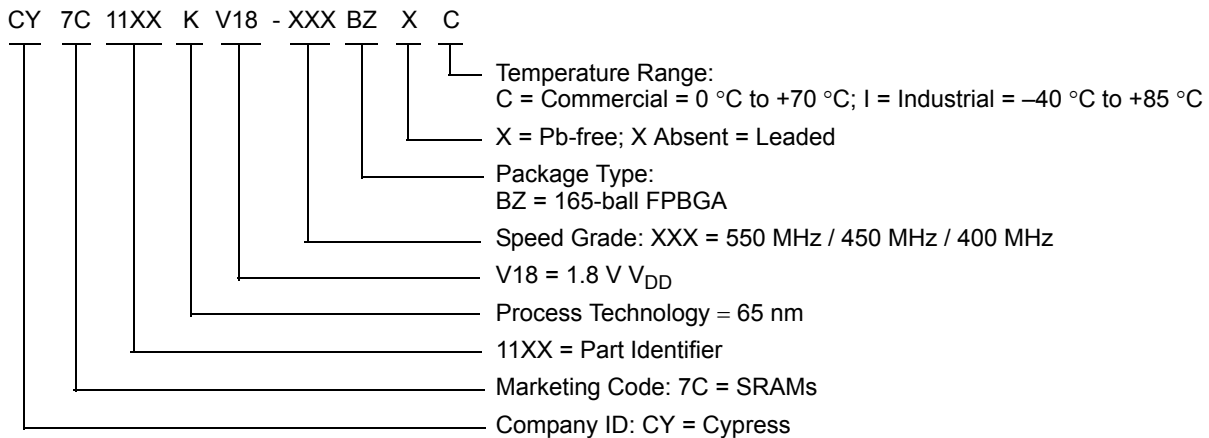 CY 7C 11XX K V18 - XXX BZ X C
Temperature Range:
C = Commercial = 0 °C to +70 °C; I = Industrial = –40 °C to +85 °C
X = Pb-free; X Absent = Leaded
Package Type:
BZ = 165-ball FPBGA
Speed Grade: XXX = 550 MHz / 450 MHz / 400 MHz
V18 = 1.8 V VDD
Process Technology = 65 nm
11XX = Part Identifier
Marketing Code: 7C = SRAMs
Company ID: CY = Cypress